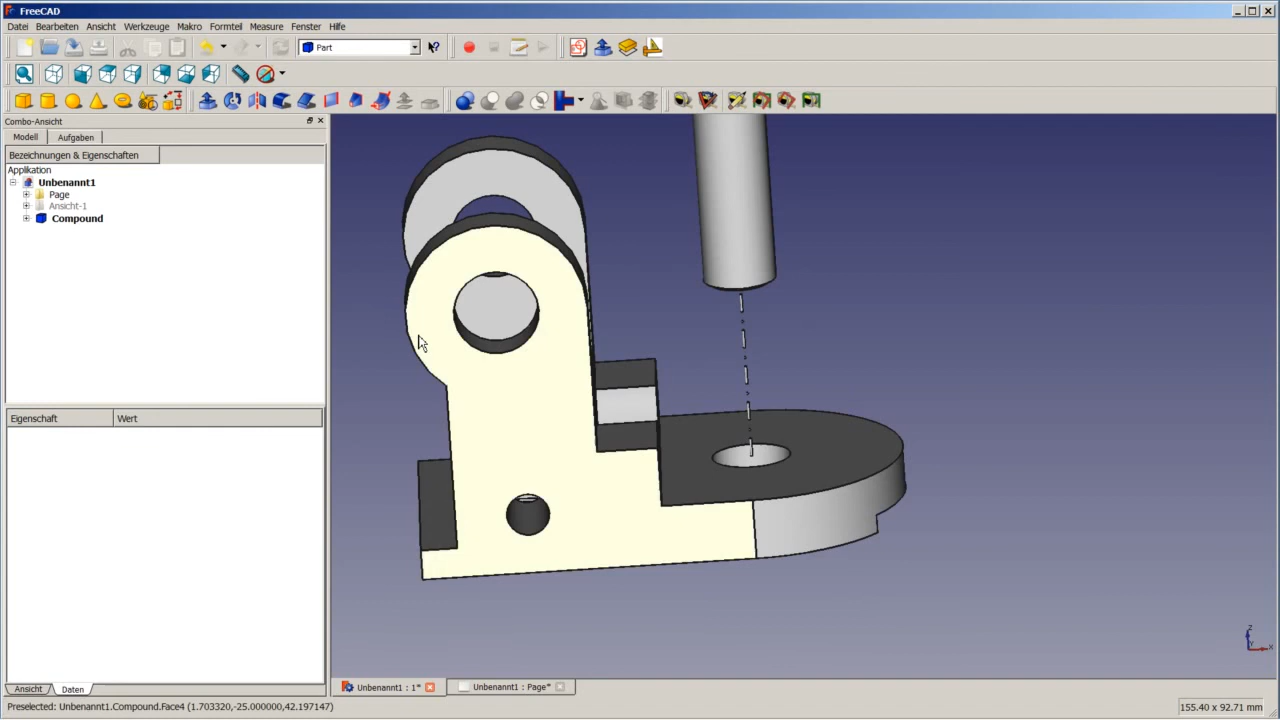 FreeCAD
Datei Bearbeiten Ansicht Werkzeuge Makro Formteil Measure Fenster Hilfe
Part
Combo-Ansicht
Modell Aufgaben
Bezeichnungen & Eigenschaften
Applikation
Unbenannt1
Page
Ansicht-1
Compound
Eigenschaft Wert
Z
Y
X
Ansicht Daten
Unbenannt1 : 1* Unbenannt1 : Page*
Preselected: Unbenannt1.Compound.Face4 (1.703320,-25.000000,42.197147) 155.40 x 92.71 mm